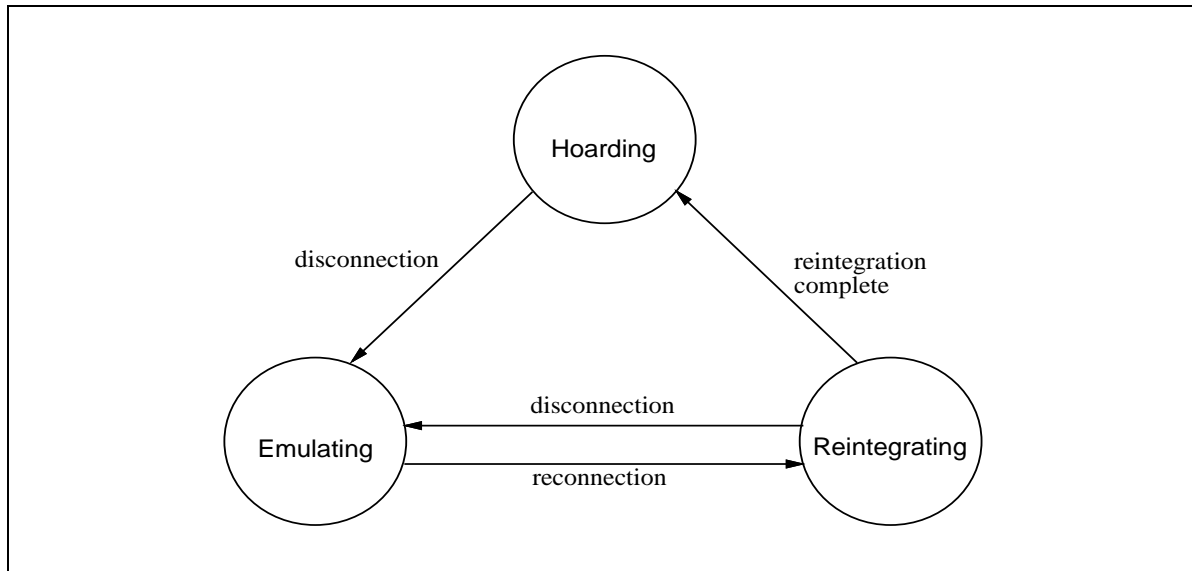 Hoarding
disconnection
reintegration
complete
disconnection
Emulating
Reintegrating
reconnection